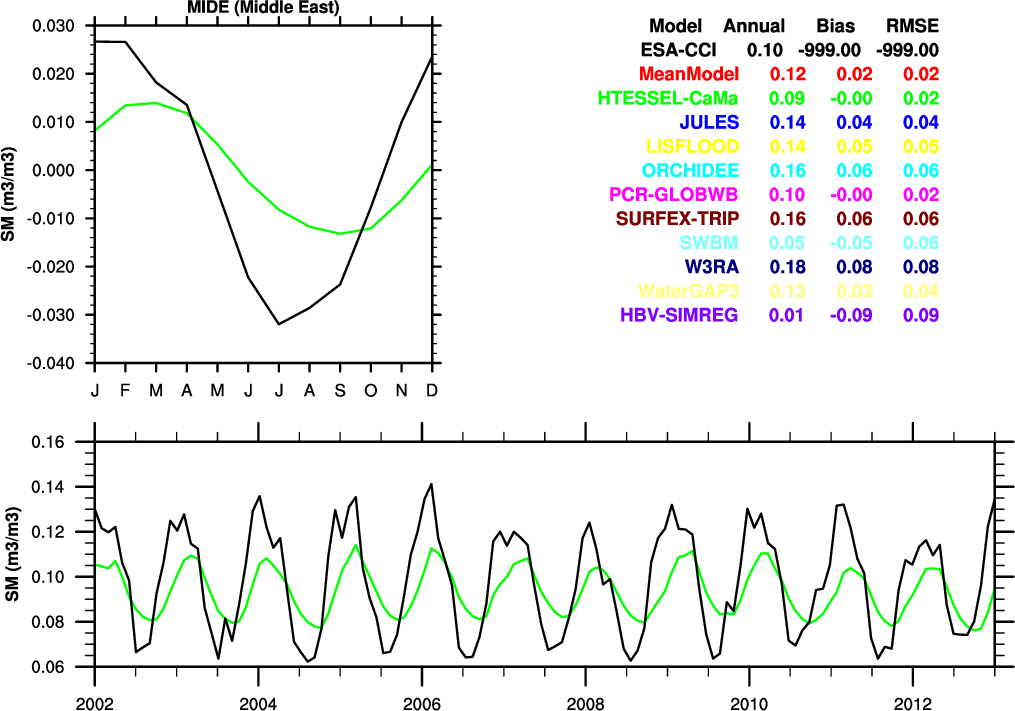 MIDE (Middle East)
0.030
0.020
0.010
0.000
-0.010
-0.020
-0.030
-0.040
SM (m3/m3)
J F M A M J J A S O N D
Model Annual Bias RMSE
ESA-CCI 0.10 -999.00 -999.00
MeanModel 0.12 0.02 0.02
HTESSEL-CaMa 0.09 -0.00 0.02
JULES 0.14 0.04 0.04
LISFLOOD 0.14 0.05 0.05
ORCHIDEE 0.16 0.06 0.06
PCR-GLOBWB 0.10 -0.00 0.02
SURFEX-TRIP 0.16 0.06 0.06
SWBM 0.05 -0.05 0.06
W3RA 0.18 0.08 0.08
WaterGAP3 0.13 0.03 0.04
HBV-SIMREG 0.01 -0.09 0.09
0.16
0.14
0.12
0.10
0.08
0.06
SM (m3/m3)
2002 2004 2006 2008 2010 2012